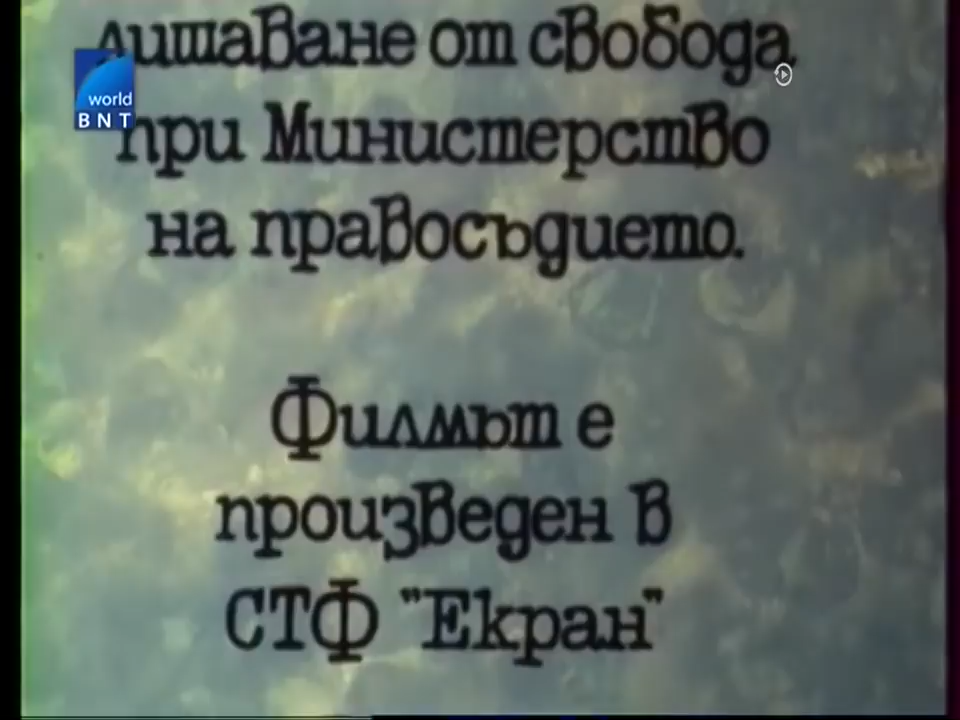 лишаване от свобода
при Министерство
на правосъдието.
Филмът е
произведен в
СТФ "Екран"
world
BNT